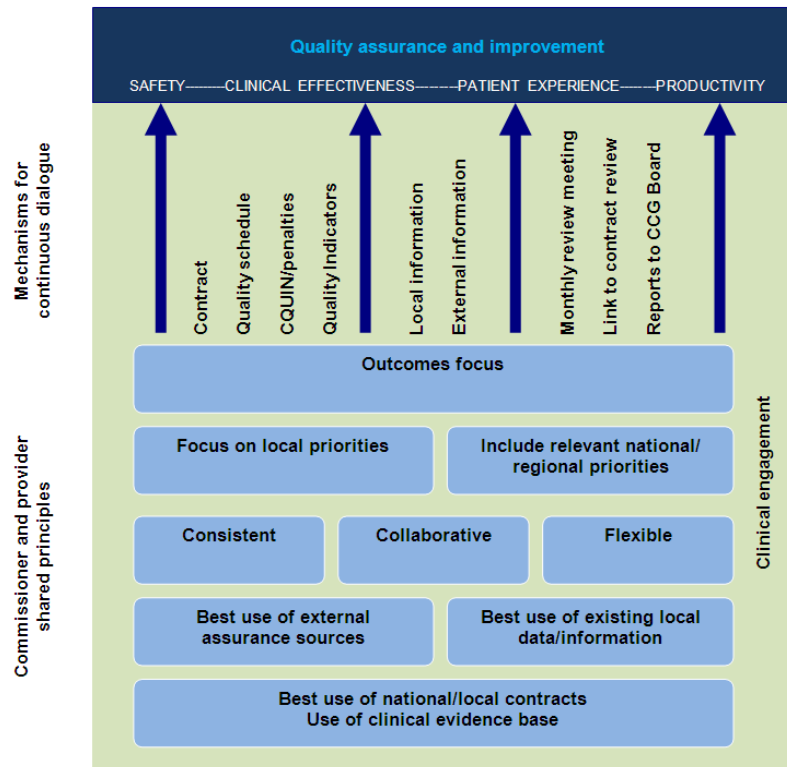 Quality assurance and improvement
SAFETY---------CLINICAL EFFECTIVENESS----------PATIENT EXPERIENCE--------PRODUCTIVITY
Mechanisms for
continuous dialogue
Contract
Quality schedule
CQUIN/penalties
Quality Indicators
Local information
External information
Monthly review meeting
Link to contract review
Reports to CCG Board
Commissioner and provider
shared principles
Outcomes focus
Focus on local priorities
Include relevant national/
regional priorities
Consistent
Collaborative
Flexible
Best use of external
assurance sources
Best use of existing local
data/information
Best use of national/local contracts
Use of clinical evidence base
Clinical engagement